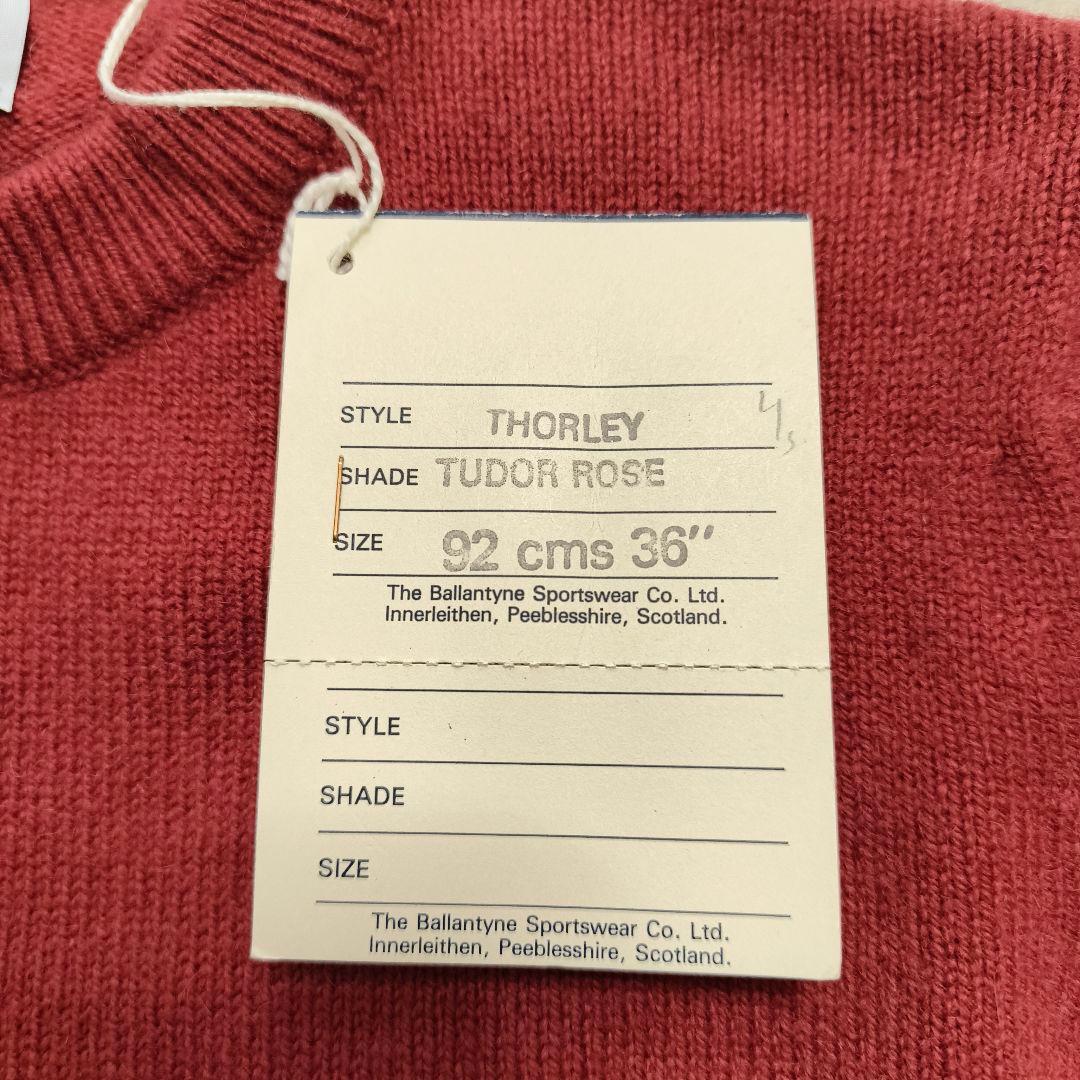 STYLE THORLEY
SHADE TUDOR ROSE
SIZE 92 cms 36"
The Ballantyne Sportswear Co. Ltd.
Innerleithen, Peeblesshire, Scotland.
STYLE
SHADE
SIZE
The Ballantyne Sportswear Co. Ltd.
Innerleithen, Peeblesshire, Scotland.